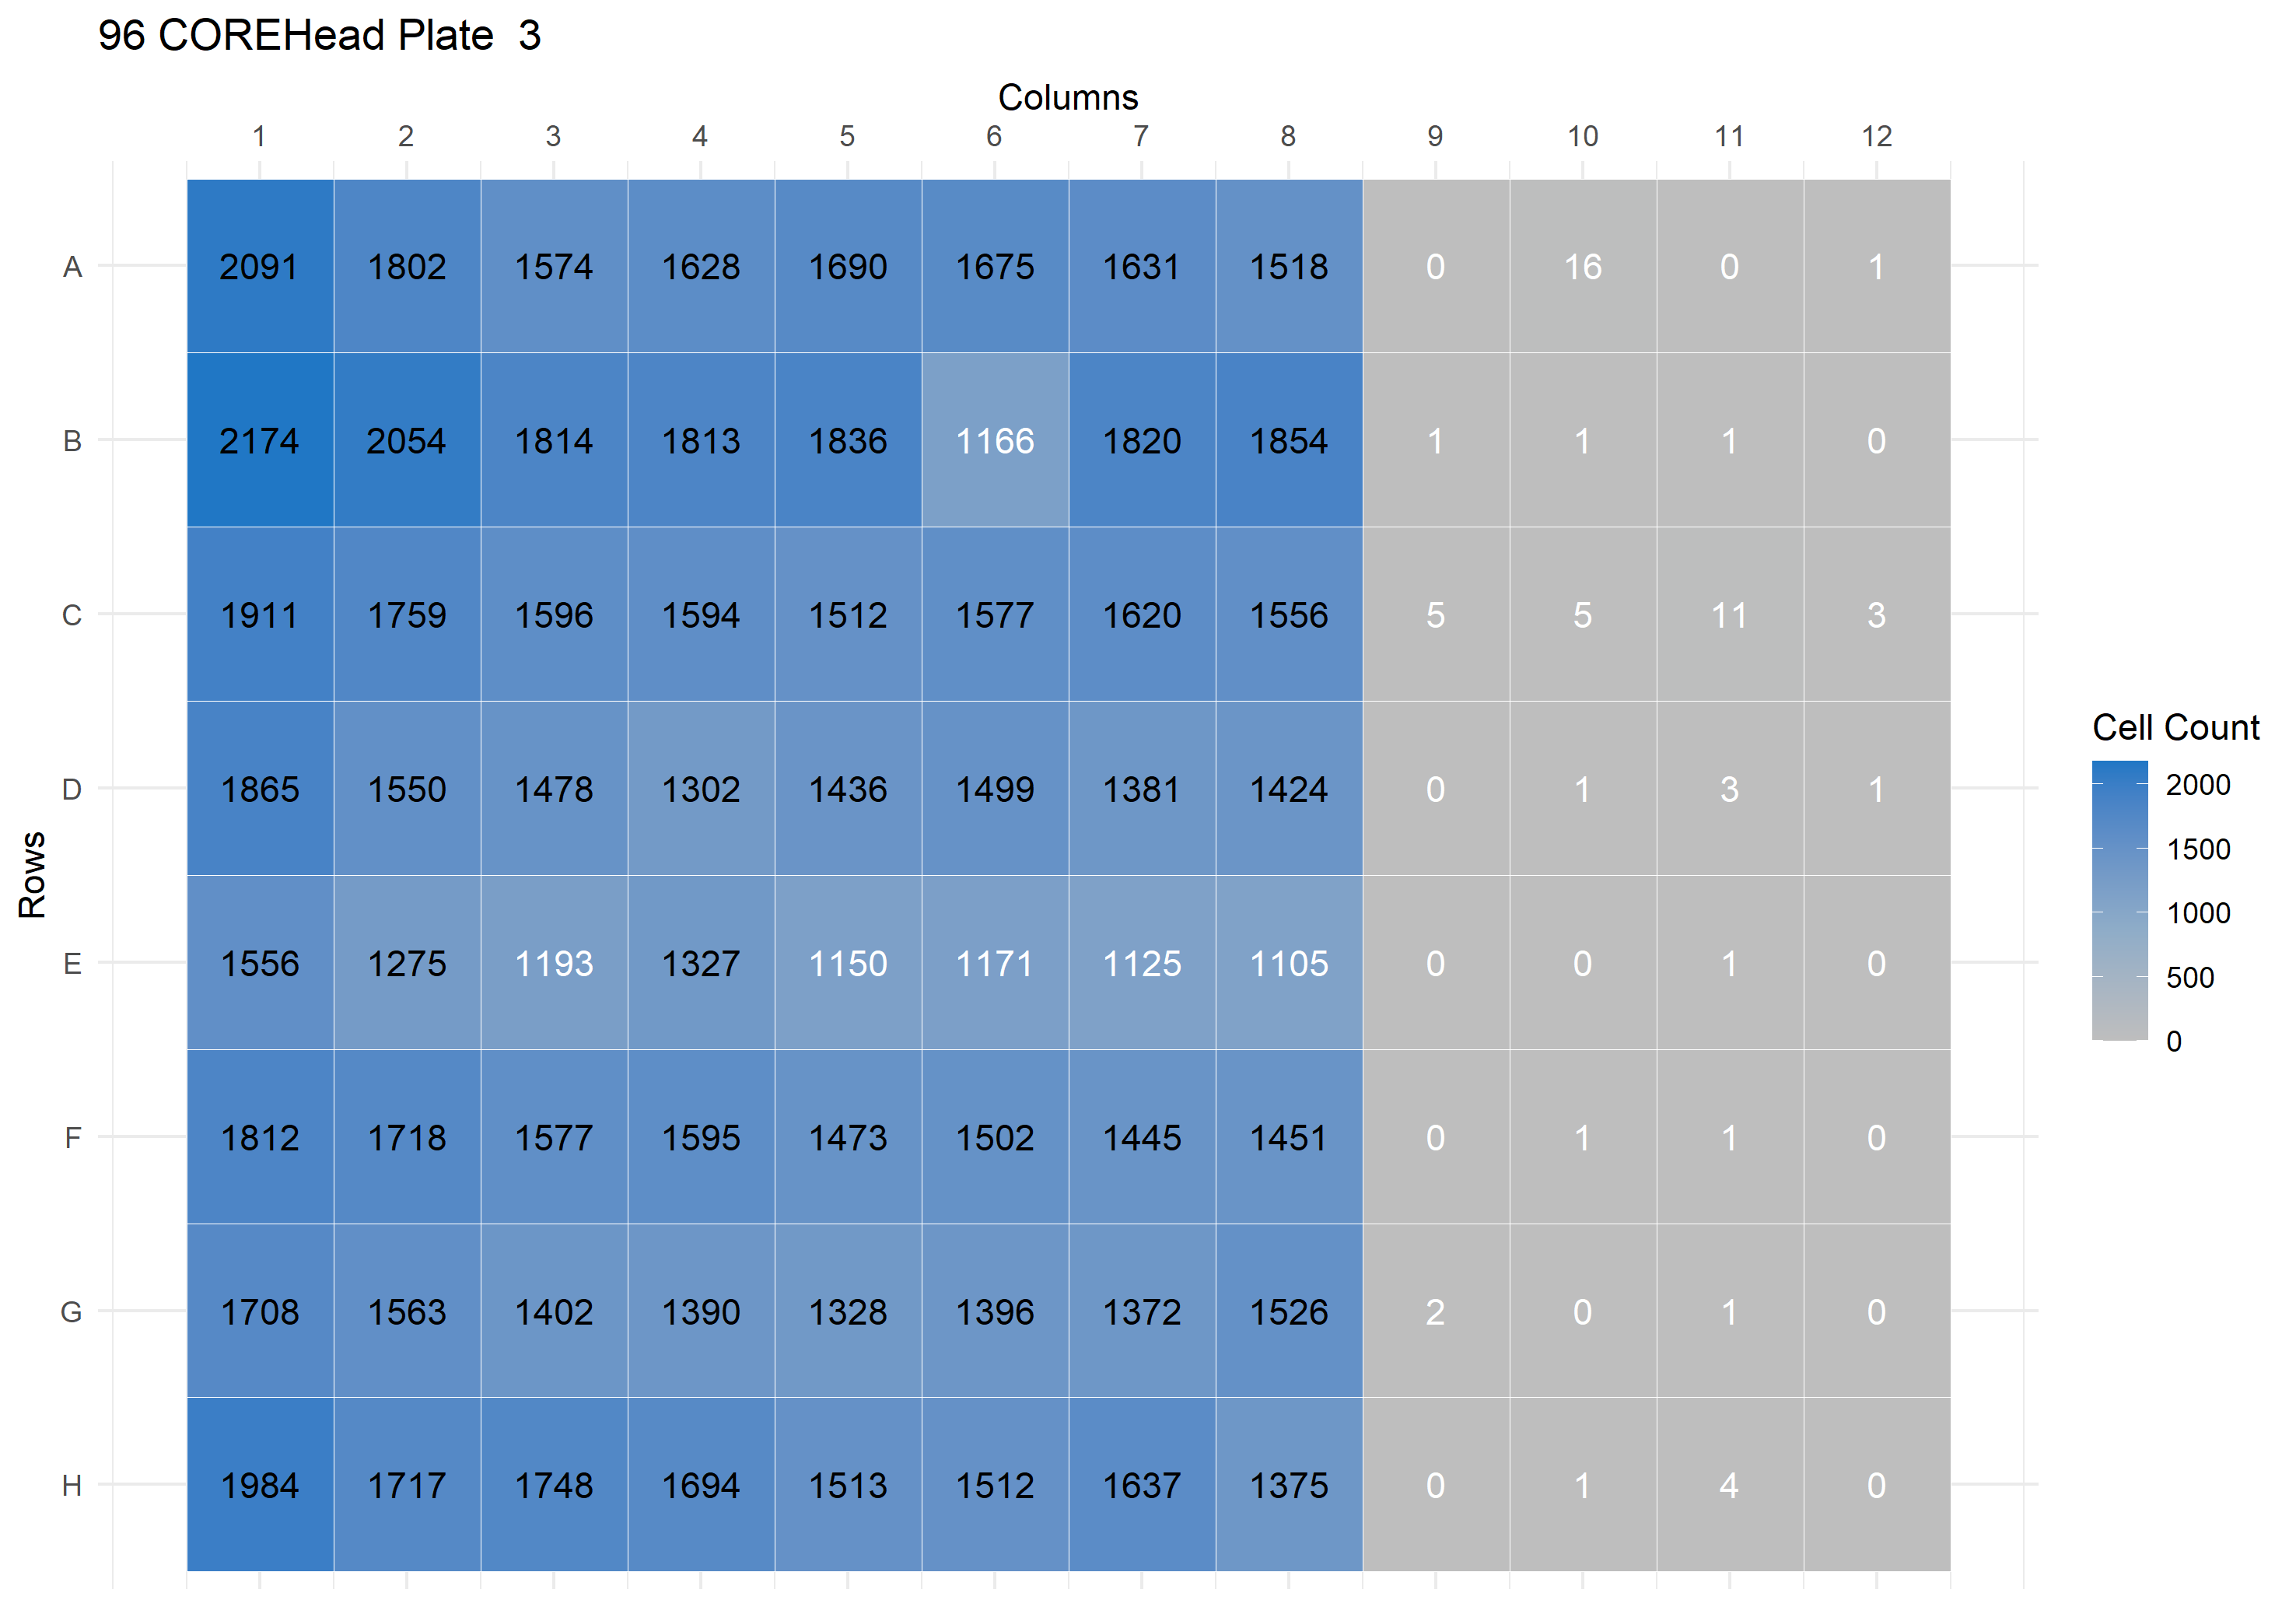 96 COREHead Plate  3
Columns
1 2 3 4 5 6 7 8 9 10 11 12
A 2091 1802 1574 1628 1690 1675 1631 1518 0 16 0 1
B 2174 2054 1814 1813 1836 1166 1820 1854 1 1 1 0
C 1911 1759 1596 1594 1512 1577 1620 1556 5 5 11 3
D 1865 1550 1478 1302 1436 1499 1381 1424 0 1 3 1
E 1556 1275 1193 1327 1150 1171 1125 1105 0 0 1 0
F 1812 1718 1577 1595 1473 1502 1445 1451 0 1 1 0
G 1708 1563 1402 1390 1328 1396 1372 1526 2 0 1 0
H 1984 1717 1748 1694 1513 1512 1637 1375 0 1 4 0
Rows
Cell Count
2000
1500
1000
500
0